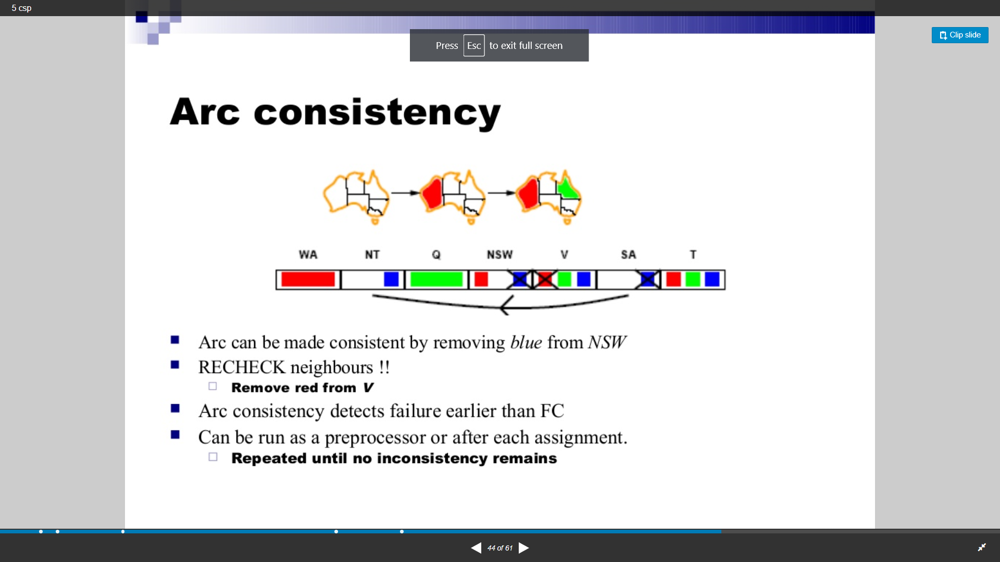 5 csp
Press Esc to exit full screen
Clip slide
Arc consistency
WA NT Q NSW V SA T
Arc can be made consistent by removing blue from NSW
RECHECK neighbours !!
Remove red from V
Arc consistency detects failure earlier than FC
Can be run as a preprocessor or after each assignment.
Repeated until no inconsistency remains
44 of 61